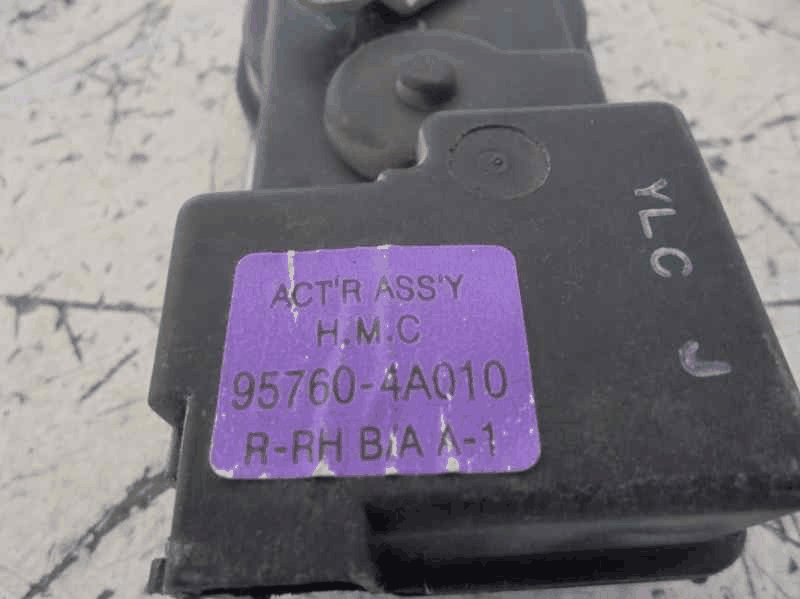 ACT'R ASS'Y
H.M.C
95760-4A010
R-RH B/A A-1
YLC J